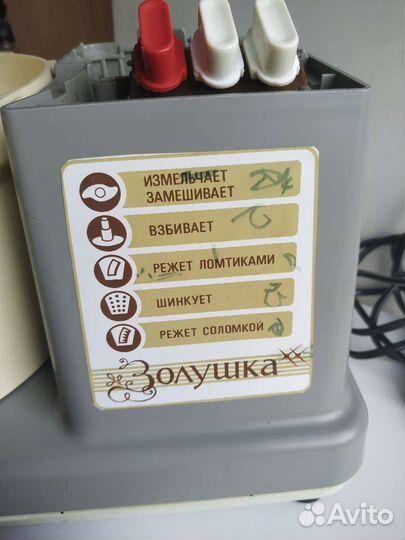 ИЗМЕЛЬЧАЕТ
ЗАМЕШИВАЕТ
ВЗБИВАЕТ
РЕЖЕТ ЛОМТИКАМИ
ШИНКУЕТ
РЕЖЕТ СОЛОМКОЙ
Золушка
Avito